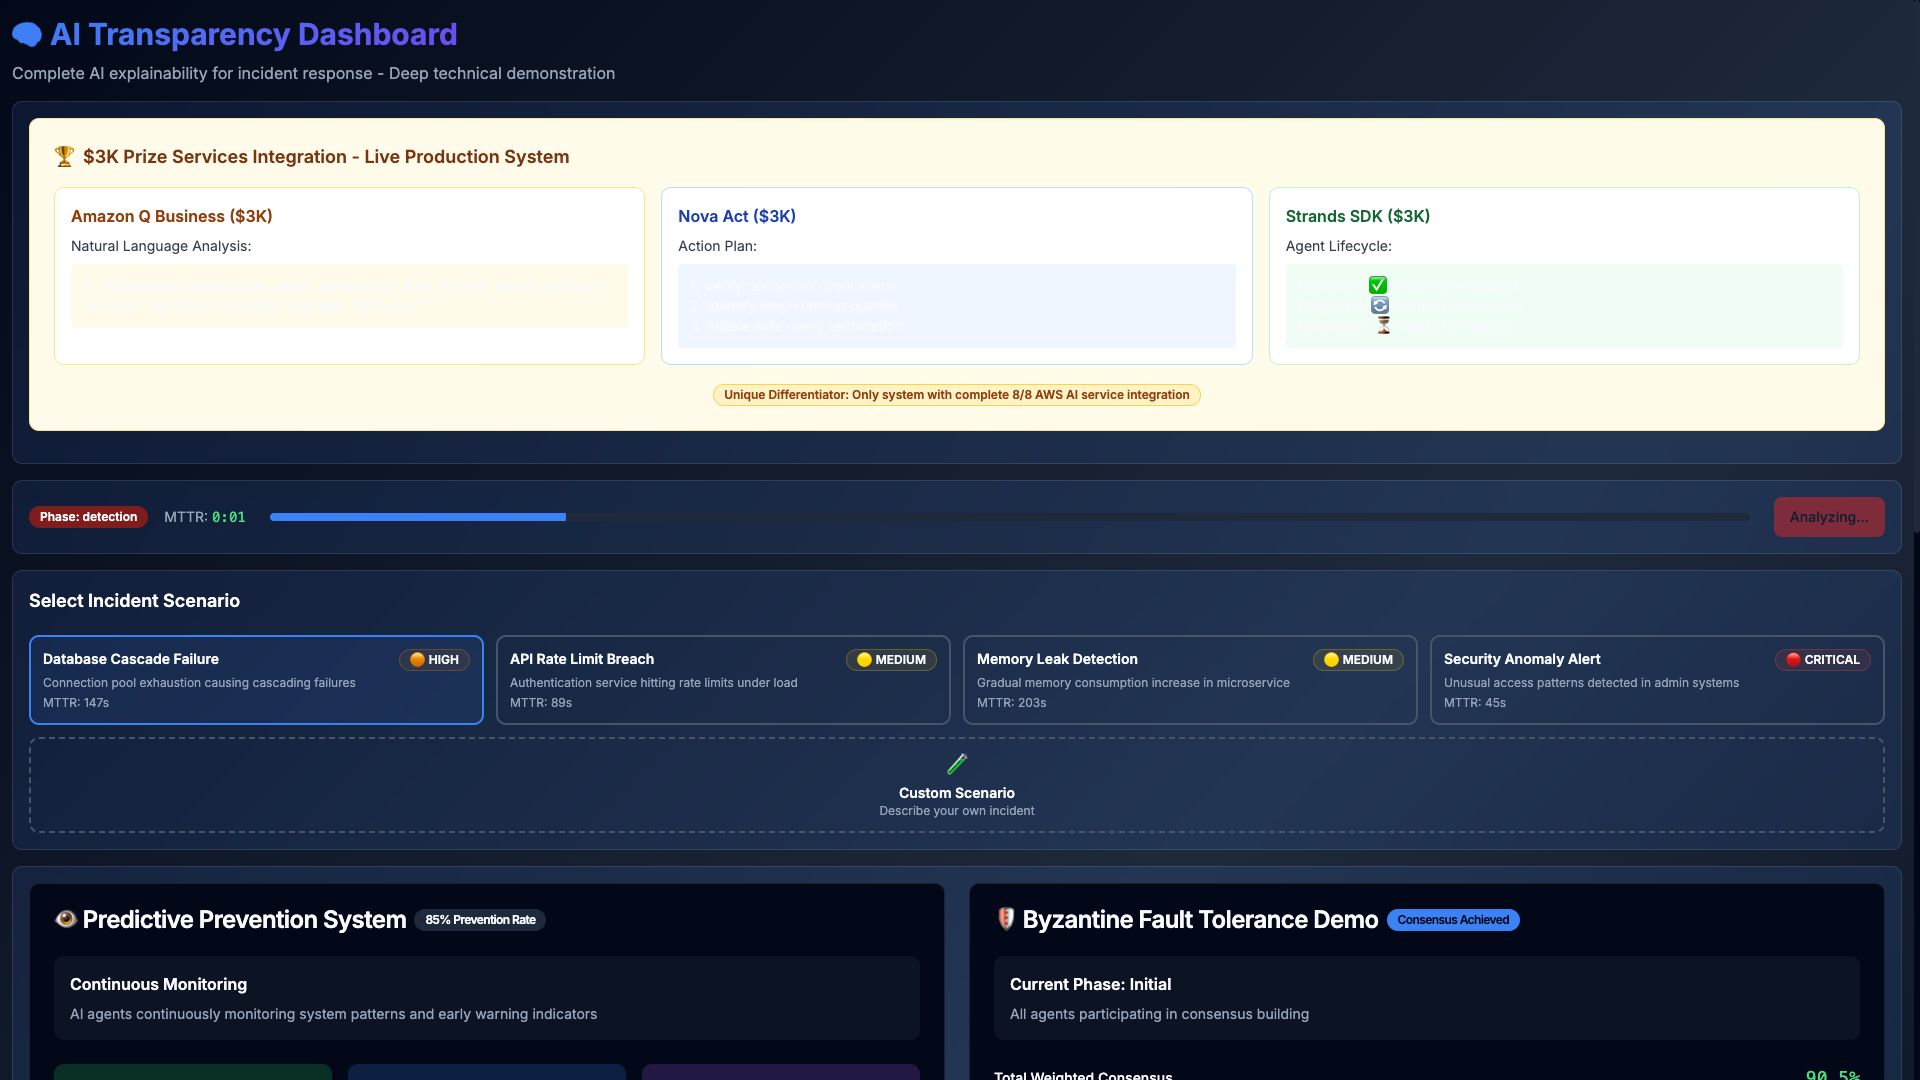 AI Transparency Dashboard
Complete AI explainability for incident response - Deep technical demonstration
$3K Prize Services Integration - Live Production System
Amazon Q Business ($3K)
Natural Language Analysis:
Nova Act ($3K)
Action Plan:
1. Verify connection pool status
2. Identify long-running queries
3. Initiate safe query termination
Strands SDK ($3K)
Agent Lifecycle:
Unique Differentiator: Only system with complete 8/8 AWS AI service integration
Phase: detection
MTTR: 0:01
Analyzing...
Select Incident Scenario
Database Cascade Failure
HIGH
Connection pool exhaustion causing cascading failures
MTTR: 147s
API Rate Limit Breach
MEDIUM
Authentication service hitting rate limits under load
MTTR: 89s
Memory Leak Detection
MEDIUM
Gradual memory consumption increase in microservice
MTTR: 203s
Security Anomaly Alert
CRITICAL
Unusual access patterns detected in admin systems
MTTR: 45s
Custom Scenario
Describe your own incident
Predictive Prevention System
85% Prevention Rate
Continuous Monitoring
AI agents continuously monitoring system patterns and early warning indicators
Byzantine Fault Tolerance Demo
Consensus Achieved
Current Phase: Initial
All agents participating in consensus building
Total Weighted Consensus
90.5%